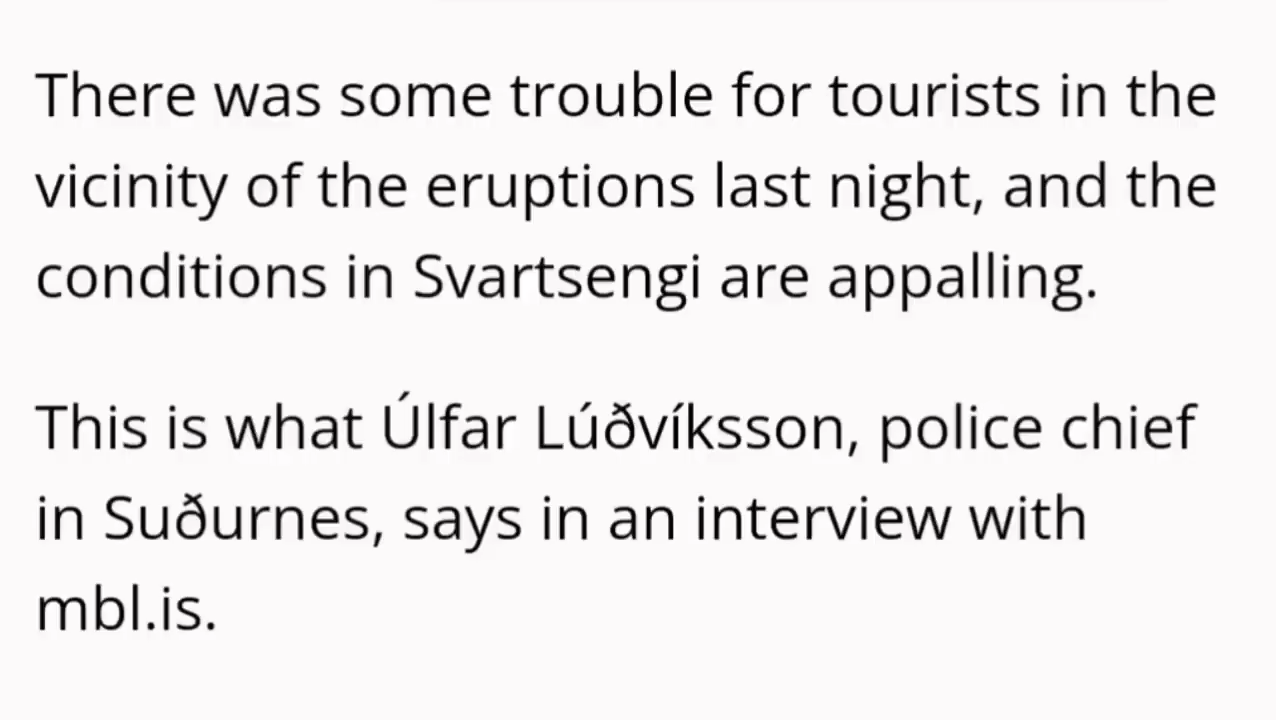 There was some trouble for tourists in the
vicinity of the eruptions last night, and the
conditions in Svartsengi are appalling.
This is what Úlfar Lúðvíksson, police chief
in Suðurnes, says in an interview with
mbl.is.